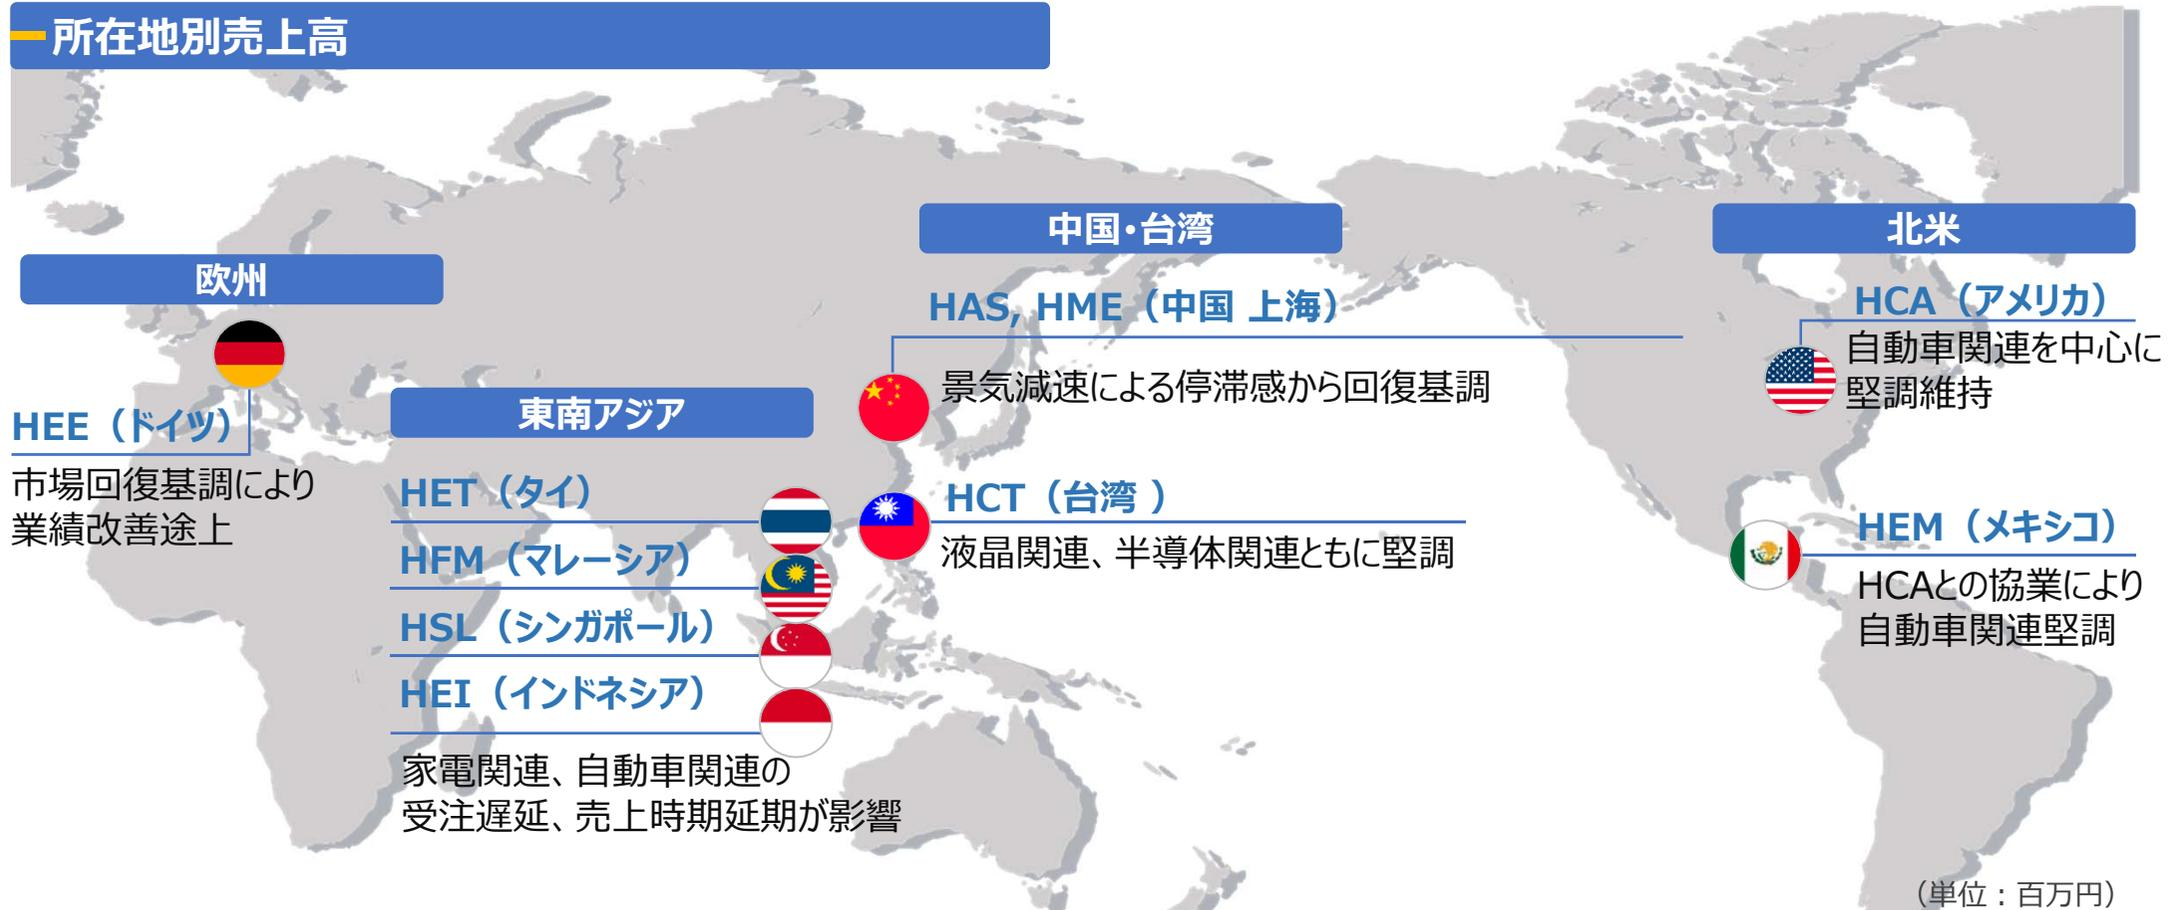 所在地別売上高
欧州
HEE（ドイツ）
市場回復基調により
業績改善途上
東南アジア
HET（タイ）
HFM（マレーシア）
HSL（シンガポール）
HEI（インドネシア）
家電関連、自動車関連の
受注遅延、売上時期延期が影響
中国・台湾
HAS, HME（中国 上海）
景気減速による停滞感から回復基調
HCT（台湾 ）
液晶関連、半導体関連ともに堅調
北米
HCA（アメリカ）
自動車関連を中心に
堅調維持
HEM（メキシコ）
HCAとの協業により
自動車関連堅調
（単位：百万円）